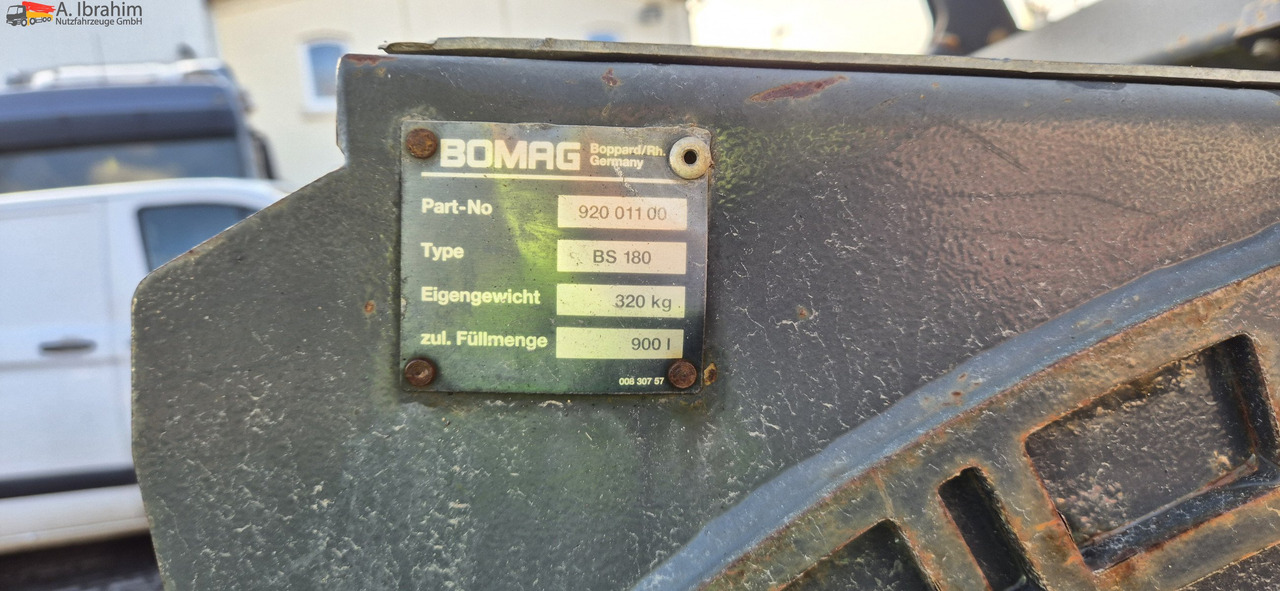 A. Ibrahim
Nutzfahrzeuge GmbH
BOMAG Boppard/Rh.
Germany
Part-No 920 011 00
Type BS 180
Eigengewicht 320 kg
zul. Füllmenge 900 l
008 307 57